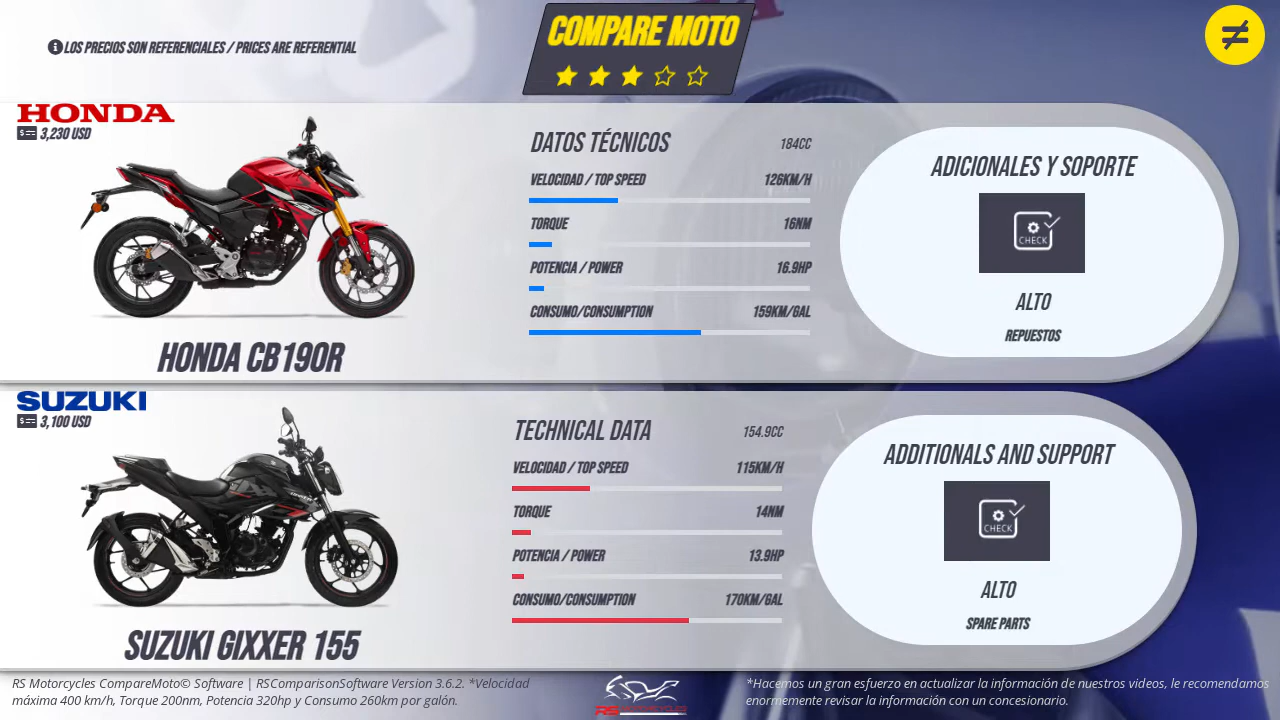 COMPARE MOTO
LOS PRECIOS SON REFERENCIALES / PRICES ARE REFERENTIAL
HONDA
3,230 USD
HONDA CB190R
DATOS TÉCNICOS 184CC
VELOCIDAD / TOP SPEED 126KM/H
TORQUE 16NM
POTENCIA / POWER 16.9HP
CONSUMO/CONSUMPTION 159KM/GAL
ADICIONALES Y SOPORTE
CHECK
ALTO
REPUESTOS
SUZUKI
3,100 USD
SUZUKI GIXXER 155
TECHNICAL DATA 154.9CC
VELOCIDAD / TOP SPEED 115KM/H
TORQUE 14NM
POTENCIA / POWER 13.9HP
CONSUMO/CONSUMPTION 170KM/GAL
ADDITIONALS AND SUPPORT
CHECK
ALTO
SPARE PARTS
RS Motorcycles CompareMoto© Software | RSComparisonSoftware Version 3.6.2. *Velocidad
máxima 400 km/h, Torque 200nm, Potencia 320hp y Consumo 260km por galón.
RS MOTORCYCLES
*Hacemos un gran esfuerzo en actualizar la información de nuestros videos, le recomendamos
enormemente revisar la información con un concesionario.